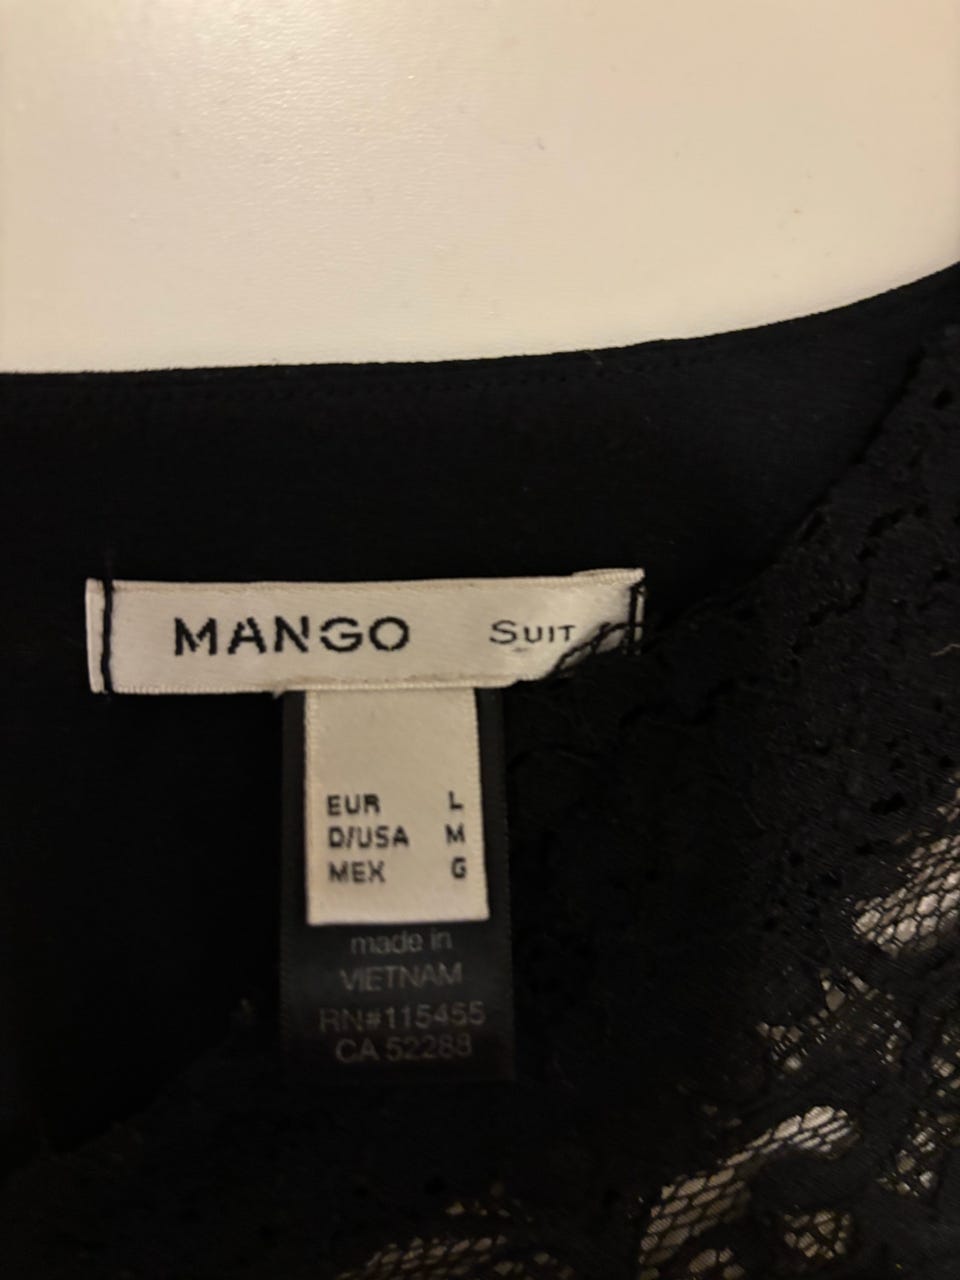 MANGO SUIT
EUR L
D/USA M
MEX G
made in
VIETNAM
RN#115455
CA 52288